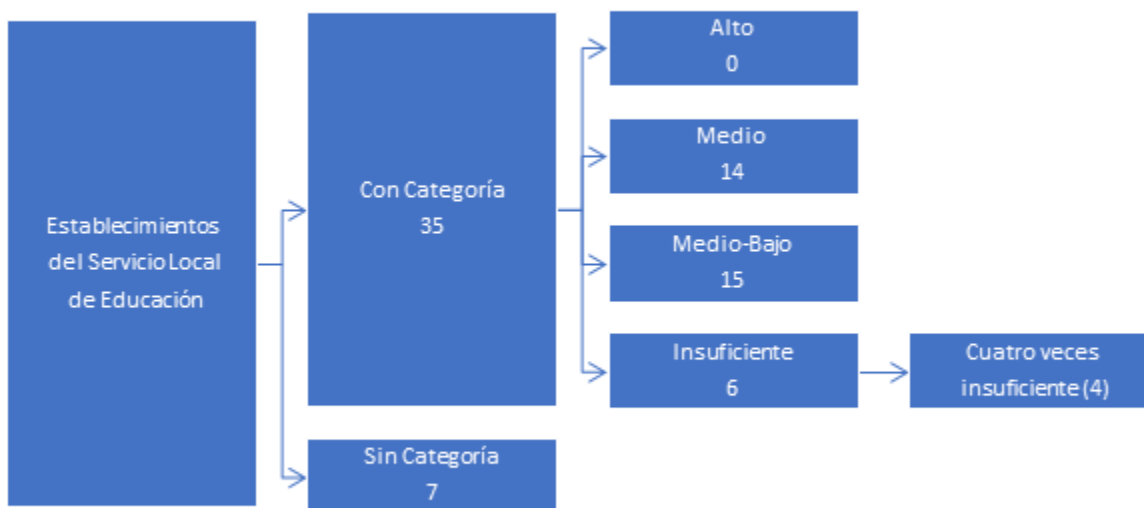 Establecimientos
del Servicio Local
de Educación
Con Categoría
35
Sin Categoría
7
Alto
0
Medio
14
Medio-Bajo
15
Insuficiente
6
Cuatro veces
insuficiente (4)